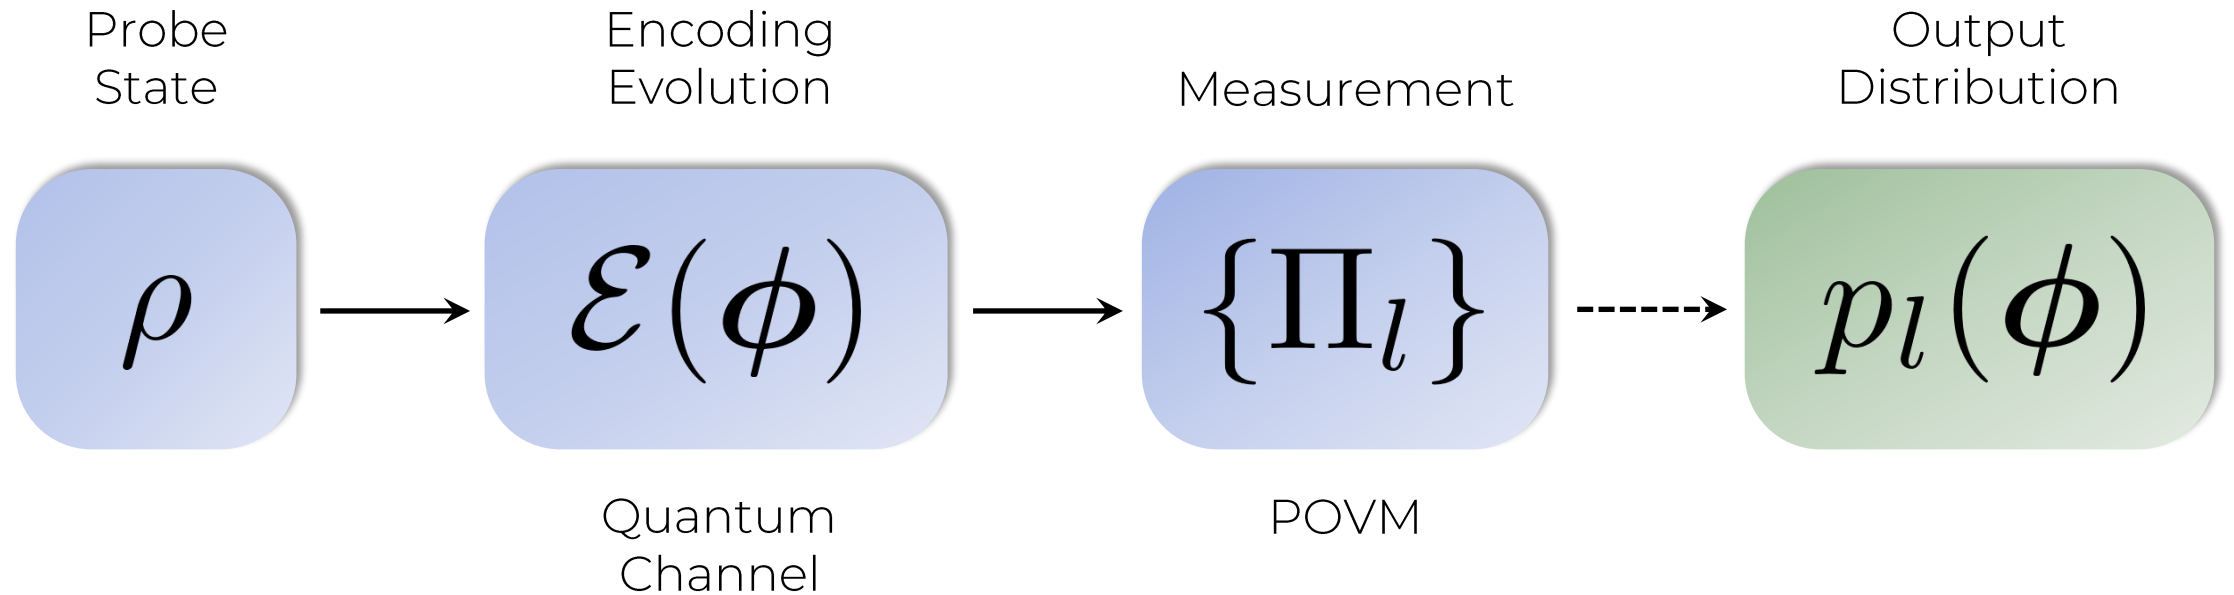 Probe
State
Encoding
Evolution
Measurement
Output
Distribution
ρ
ℰ(ϕ)
{Π_l}
p_l(ϕ)
Quantum
Channel
POVM